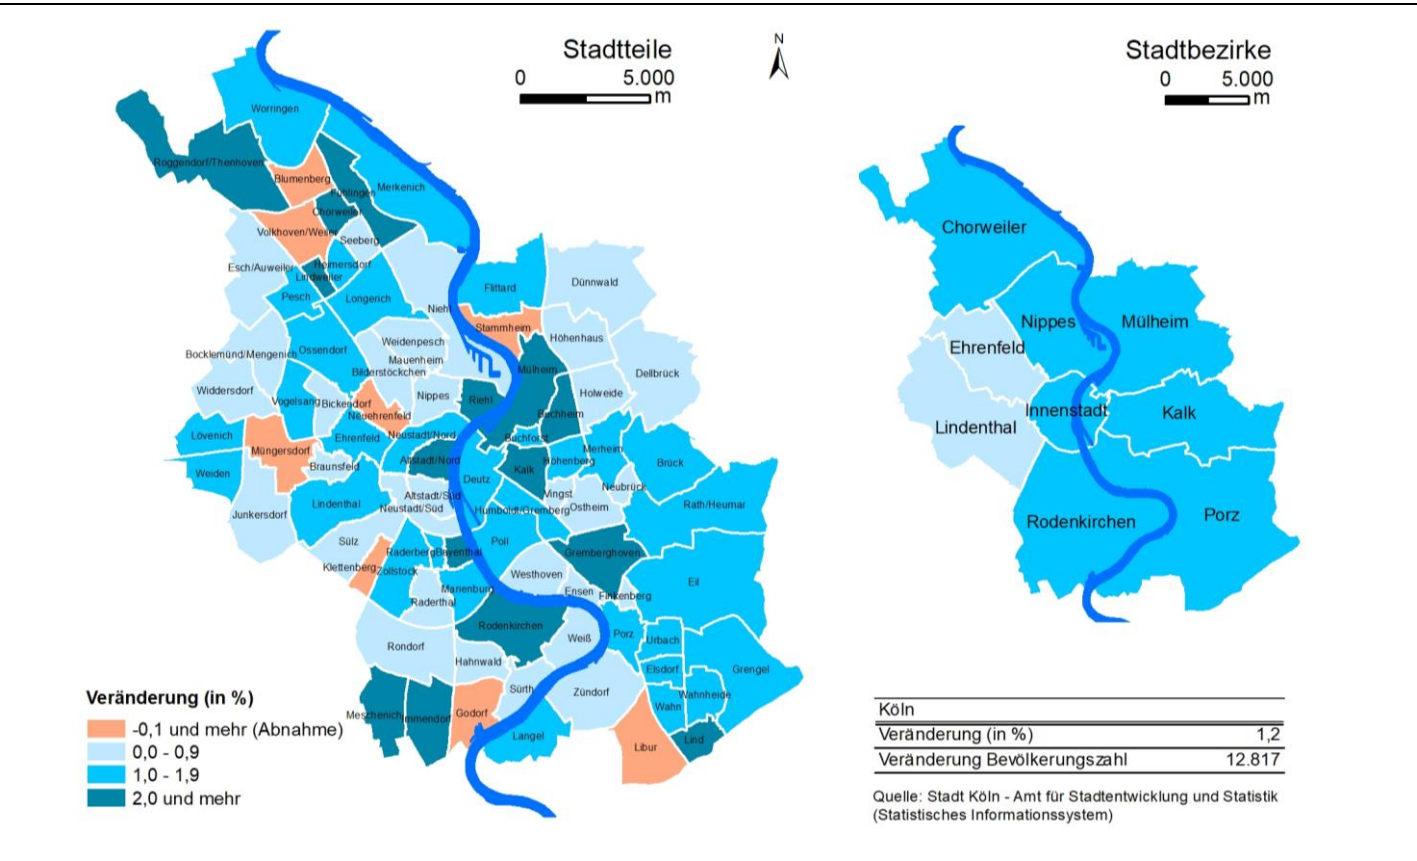 Stadtteile
0 5.000
m
N
Stadtbezirke
0 5.000
m
Worringen
Roggendorf/Thenhoven
Blumenberg
Fühlingen
Merkenich
Chorweiler
Volkhoven/Weiler
Seeberg
Esch/Auweiler
Heimersdorf
Lindweiler
Pesch
Longerich
Niehl
Flittard
Dünnwald
Stammheim
Höhenhaus
Weidenpesch
Ossendorf
Bocklemünd/Mengenich
Mauenheim
Bilderstöckchen
Mülheim
Dellbrück
Widdersdorf
Vogelsang
Bickendorf
Nippes
Riehl
Holweide
Neuehrenfeld
Buchheim
Lövenich
Ehrenfeld
Neustadt/Nord
Buchforst
Müngersdorf
Merheim
Braunsfeld
Altstadt/Nord
Kalk
Höhenberg
Brück
Weiden
Deutz
Neubrück
Altstadt/Süd
Vingst
Lindenthal
Neustadt/Süd
Humboldt/Gremberg
Ostheim
Rath/Heumar
Junkersdorf
Sülz
Poll
Raderberg
Bayenthal
Gremberghoven
Klettenberg
Zollstock
Westhoven
Eil
Marienburg
Ensen
Finkenberg
Raderthal
Rodenkirchen
Weiß
Porz
Urbach
Rondorf
Hahnwald
Elsdorf
Grengel
Sürth
Zündorf
Wahnheide
Wahn
Meschenich
Immendorf
Godorf
Langel
Libur
Lind
Chorweiler
Nippes
Mülheim
Ehrenfeld
Innenstadt
Kalk
Lindenthal
Rodenkirchen
Porz
Veränderung (in %)
-0,1 und mehr (Abnahme)
0,0 - 0,9
1,0 - 1,9
2,0 und mehr
Köln
Veränderung (in %) 1,2
Veränderung Bevölkerungszahl 12.817
Quelle: Stadt Köln - Amt für Stadtentwicklung und Statistik
(Statistisches Informationssystem)